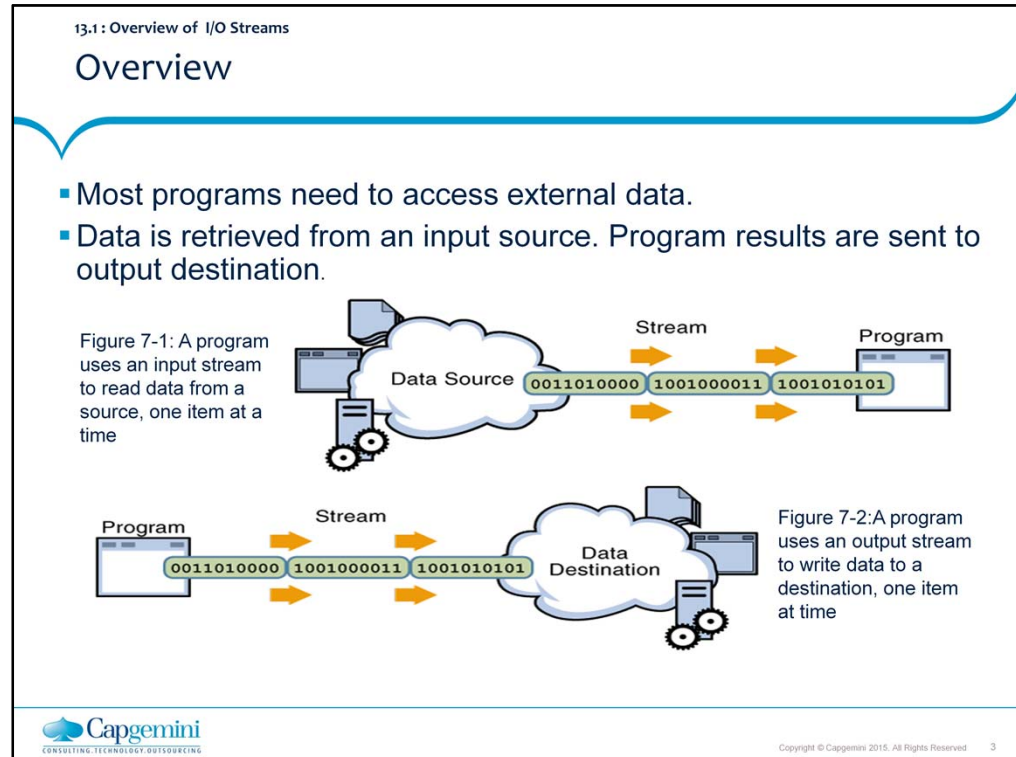 13.1 : Overview of I/O Streams
Overview
Most programs need to access external data.
Data is retrieved from an input source. Program results are sent to
output destination.
Figure 7-1: A program
uses an input stream
to read data from a
source, one item at a
time
Data Source
Stream
Program
0011010000 1001000011 1001010101
Program
Stream
0011010000 1001000011 1001010101
Data
Destination
Figure 7-2:A program
uses an output stream
to write data to a
destination, one item
at time
Capgemini
CONSULTING.TECHNOLOGY.OUTSOURCING
Copyright © Capgemini 2015. All Rights Reserved 3